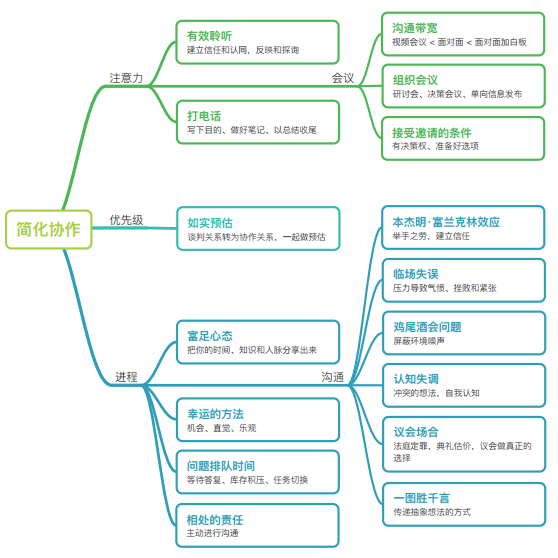 简化协作
注意力
有效聆听
建立信任和认同，反映和探询
打电话
写下目的、做好笔记、以总结收尾
会议
沟通带宽
视频会议 < 面对面 < 面对面加白板
组织会议
研讨会、决策会议、单向信息发布
接受邀请的条件
有决策权、准备好选项
优先级
如实预估
谈判关系转为协作关系，一起做预估
进程
富足心态
把你的时间、知识和人脉分享出来
幸运的方法
机会、直觉、乐观
问题排队时间
等待答复、库存积压、任务切换
相处的责任
主动进行沟通
沟通
本杰明·富兰克林效应
举手之劳，建立信任
临场失误
压力导致气愤、挫败和紧张
鸡尾酒会问题
屏蔽环境噪声
认知失调
冲突的想法，自我认知
议会场合
法庭定罪，典礼估价，议会做真正的
选择
一图胜千言
传递抽象想法的方式